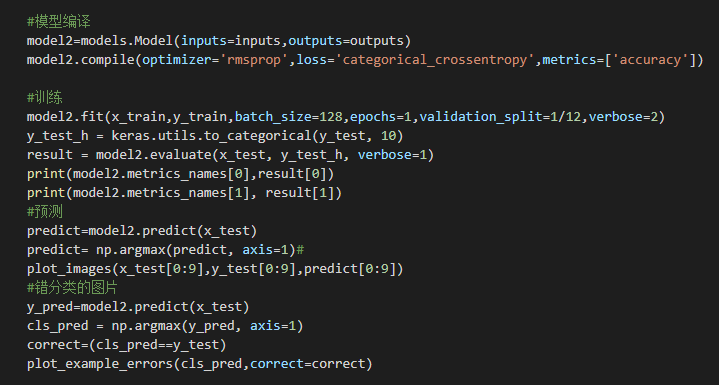 #模型编译
model2=models.Model(inputs=inputs,outputs=outputs)
model2.compile(optimizer='rmsprop',loss='categorical_crossentropy',metrics=['accuracy'])
#训练
model2.fit(x_train,y_train,batch_size=128,epochs=1,validation_split=1/12,verbose=2)
y_test_h = keras.utils.to_categorical(y_test, 10)
result = model2.evaluate(x_test, y_test_h, verbose=1)
print(model2.metrics_names[0],result[0])
print(model2.metrics_names[1], result[1])
#预测
predict=model2.predict(x_test)
predict= np.argmax(predict, axis=1)#
plot_images(x_test[0:9],y_test[0:9],predict[0:9])
#错分类的图片
y_pred=model2.predict(x_test)
cls_pred = np.argmax(y_pred, axis=1)
correct=(cls_pred==y_test)
plot_example_errors(cls_pred,correct=correct)